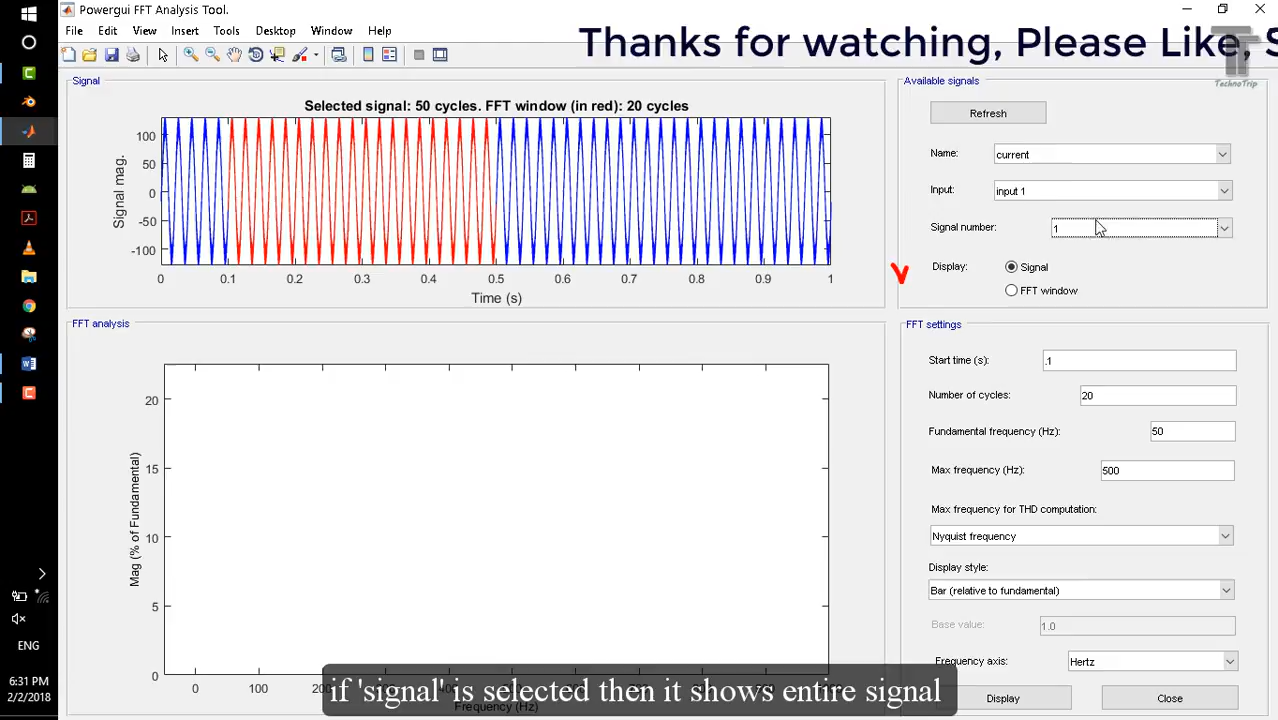 Powergui FFT Analysis Tool.
File Edit View Insert Tools Desktop Window Help
Thanks for watching, Please Like, S
TechnoTrip
Signal
Selected signal: 50 cycles. FFT window (in red): 20 cycles
Signal mag.
100
50
0
-50
-100
0 0.1 0.2 0.3 0.4 0.5 0.6 0.7 0.8 0.9 1
Time (s)
Available signals
Refresh
Name: current
Input: input 1
Signal number: 1
Display: Signal
FFT window
FFT analysis
Mag (% of Fundamental)
20
15
10
5
0
0 100
Frequency (Hz)
FFT settings
Start time (s): .1
Number of cycles: 20
Fundamental frequency (Hz): 50
Max frequency (Hz): 500
Max frequency for THD computation:
Nyquist frequency
Display style:
Bar (relative to fundamental)
Base value: 1.0
Frequency axis: Hertz
Display Close
if 'signal' is selected then it shows entire signal
ENG
6:31 PM
2/2/2018